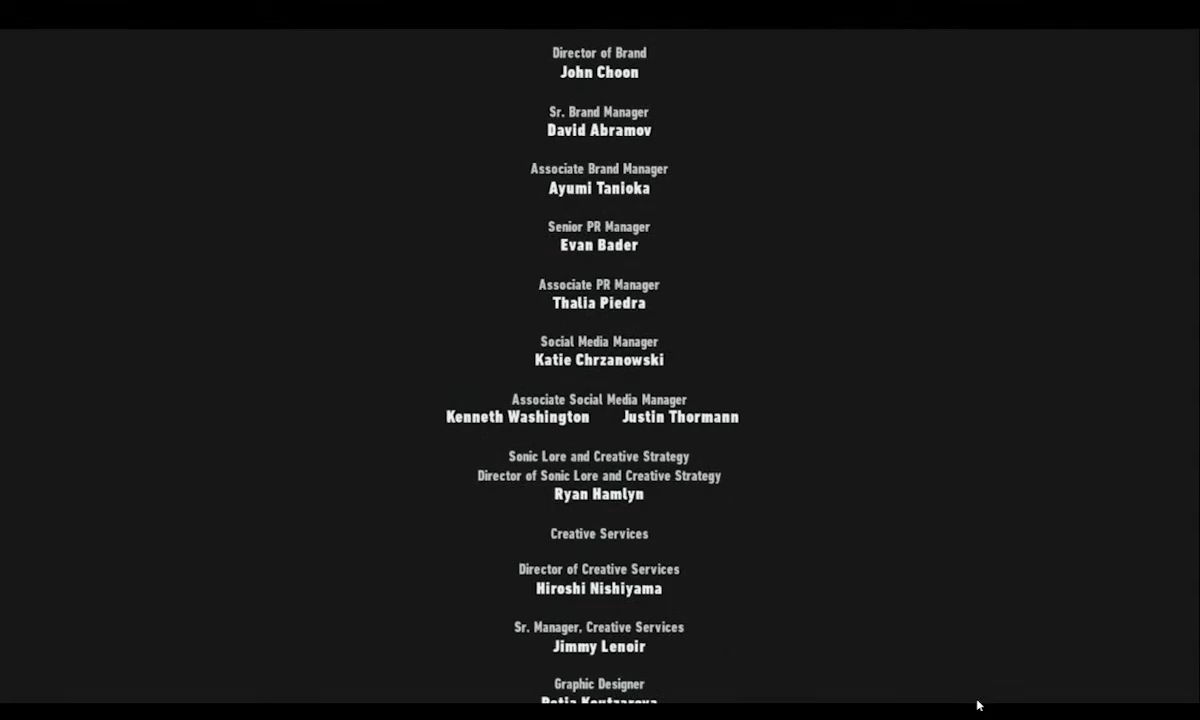 Director of Brand
John Choon
Sr. Brand Manager
David Abramov
Associate Brand Manager
Ayumi Tanioka
Senior PR Manager
Evan Bader
Associate PR Manager
Thalia Piedra
Social Media Manager
Katie Chrzanowski
Associate Social Media Manager
Kenneth Washington Justin Thormann
Sonic Lore and Creative Strategy
Director of Sonic Lore and Creative Strategy
Ryan Hamlyn
Creative Services
Director of Creative Services
Hiroshi Nishiyama
Sr. Manager, Creative Services
Jimmy Lenoir
Graphic Designer